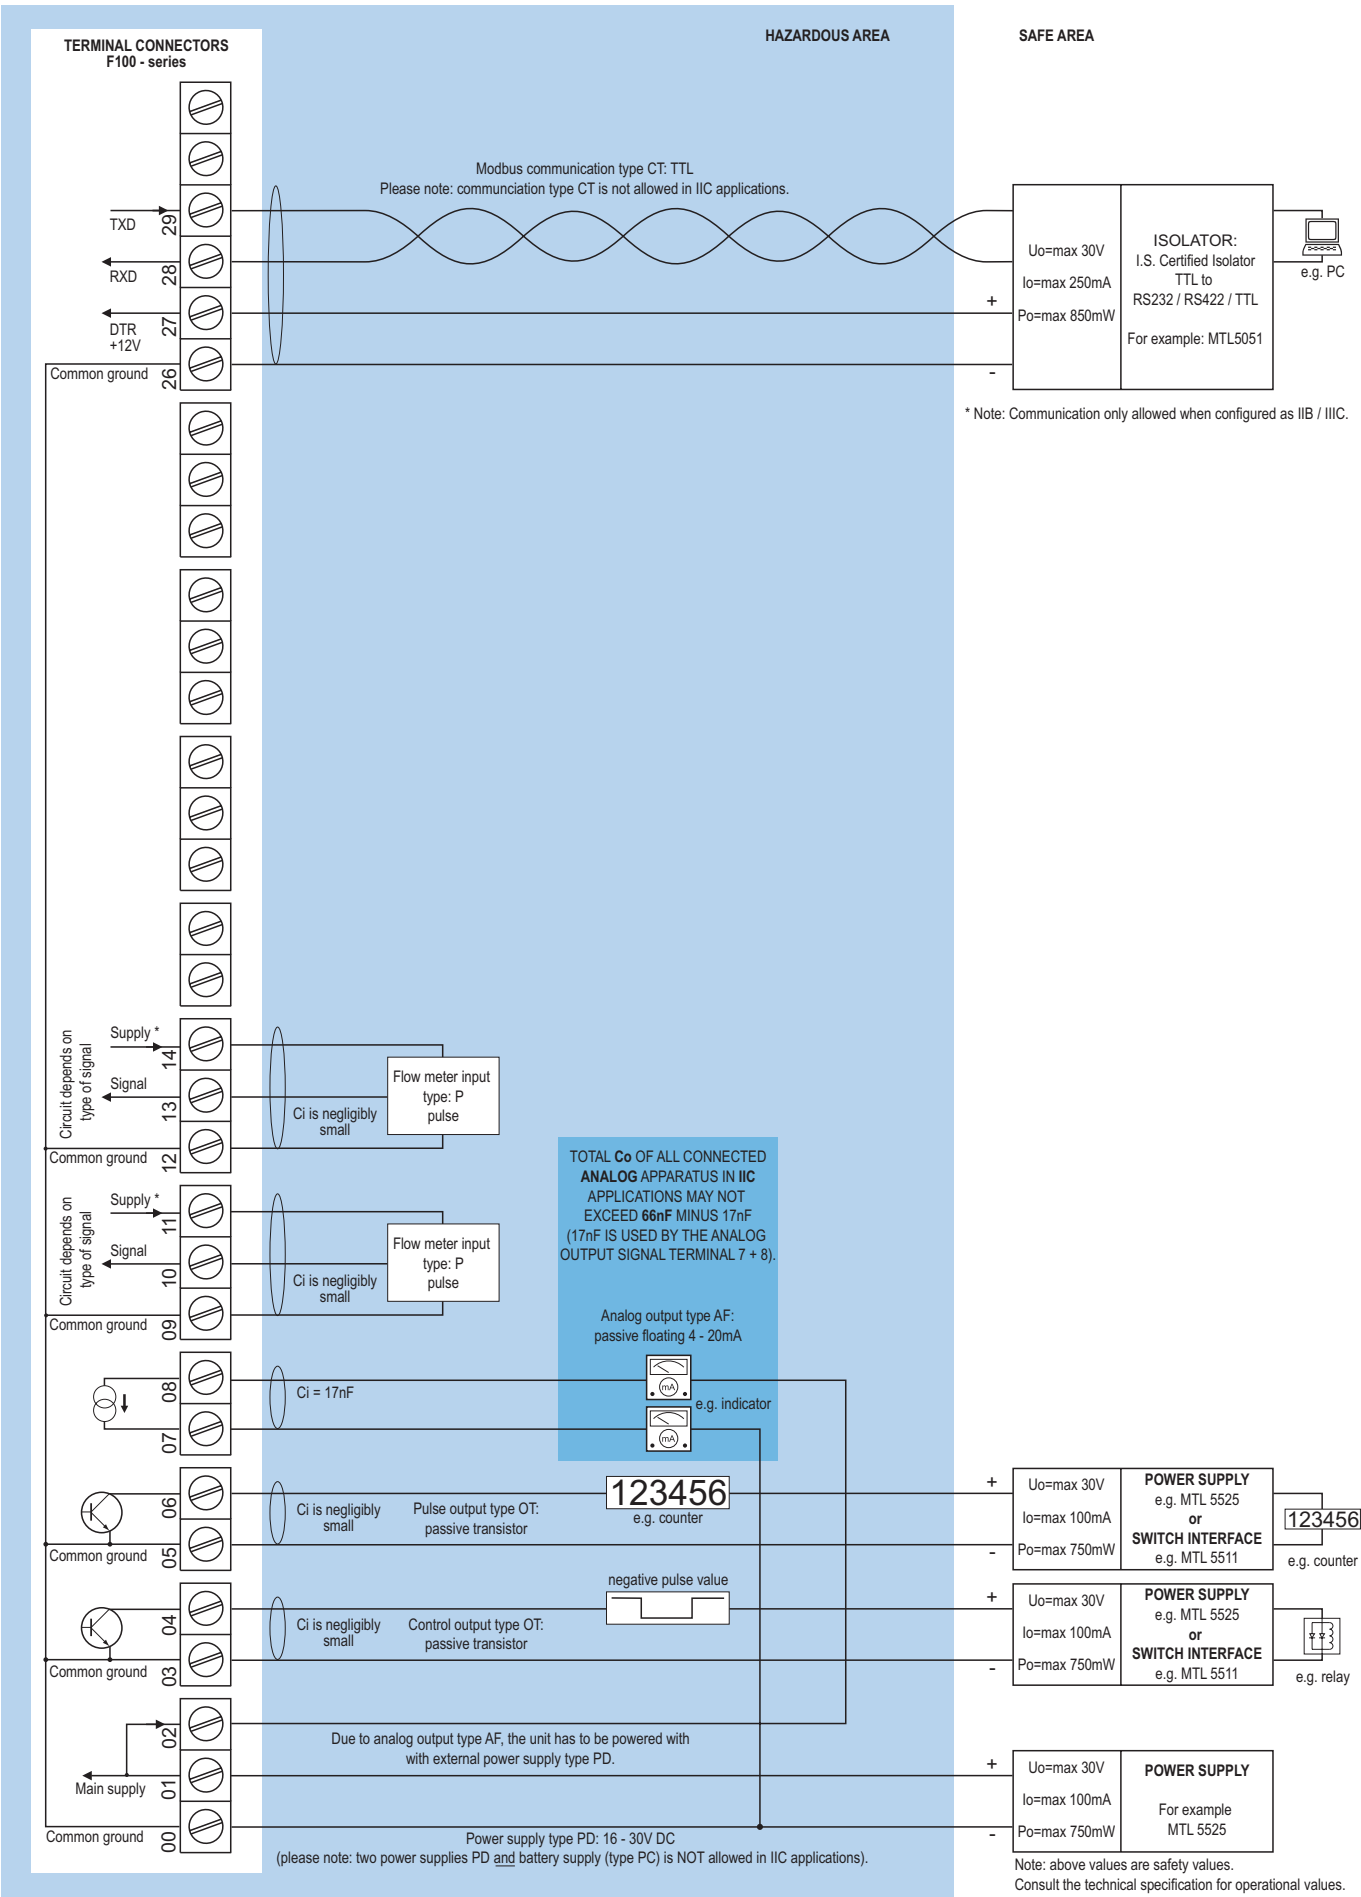 HAZARDOUS AREA
SAFE AREA
TERMINAL CONNECTORS
F100 - series
Modbus communication type CT: TTL
Please note: communciation type CT is not allowed in IIC applications.
TXD
29
RXD
28
DTR
+12V
27
Common ground
26
+
-
Uo=max 30V
Io=max 250mA
Po=max 850mW
ISOLATOR:
I.S. Certified Isolator
TTL to
RS232 / RS422 / TTL
For example: MTL5051
e.g. PC
* Note: Communication only allowed when configured as IIB / IIIC.
Circuit depends on
type of signal
Supply *
14
Signal
13
Common ground
12
Ci is negligibly
small
Flow meter input
type: P
pulse
Circuit depends on
type of signal
Supply *
11
Signal
10
Common ground
09
Ci is negligibly
small
Flow meter input
type: P
pulse
TOTAL Co OF ALL CONNECTED
ANALOG APPARATUS IN IIC
APPLICATIONS MAY NOT
EXCEED 66nF MINUS 17nF
(17nF IS USED BY THE ANALOG
OUTPUT SIGNAL TERMINAL 7 + 8).
Analog output type AF:
passive floating 4 - 20mA
08
07
Ci = 17nF
mA
mA
e.g. indicator
06
Common ground
05
Ci is negligibly
small
Pulse output type OT:
passive transistor
123456
e.g. counter
+
-
Uo=max 30V
Io=max 100mA
Po=max 750mW
POWER SUPPLY
e.g. MTL 5525
or
SWITCH INTERFACE
e.g. MTL 5511
123456
e.g. counter
04
Common ground
03
Ci is negligibly
small
Control output type OT:
passive transistor
negative pulse value
+
-
Uo=max 30V
Io=max 100mA
Po=max 750mW
POWER SUPPLY
e.g. MTL 5525
or
SWITCH INTERFACE
e.g. MTL 5511
e.g. relay
02
Due to analog output type AF, the unit has to be powered with
with external power supply type PD.
Main supply
01
Common ground
00
Power supply type PD: 16 - 30V DC
(please note: two power supplies PD and battery supply (type PC) is NOT allowed in IIC applications).
+
-
Uo=max 30V
Io=max 100mA
Po=max 750mW
POWER SUPPLY
For example
MTL 5525
Note: above values are safety values.
Consult the technical specification for operational values.